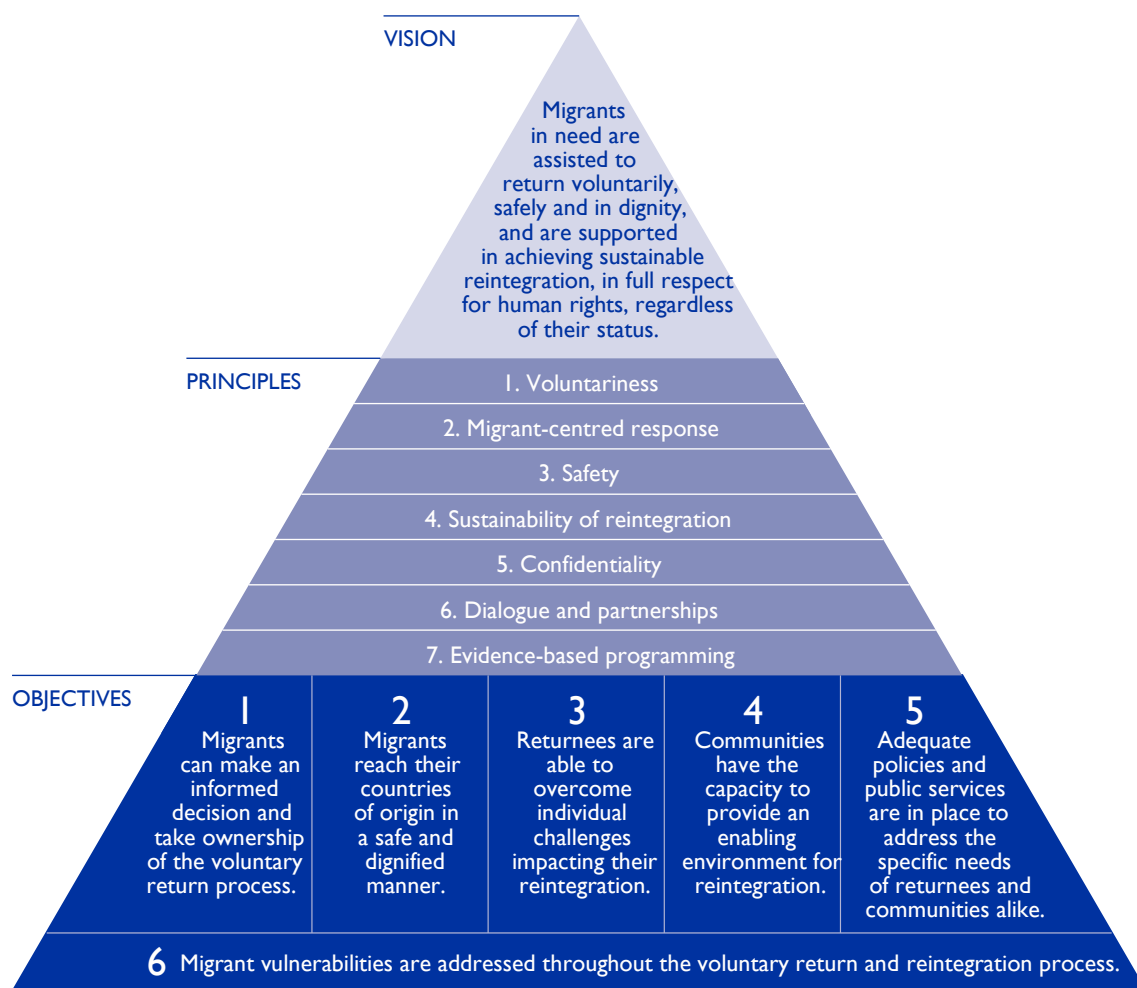 VISION
Migrants
in need are
assisted to
return voluntarily,
safely and in dignity,
and are supported
in achieving sustainable
reintegration, in full respect
for human rights, regardless
of their status.
PRINCIPLES
1. Voluntariness
2. Migrant-centred response
3. Safety
4. Sustainability of reintegration
5. Confidentiality
6. Dialogue and partnerships
7. Evidence-based programming
OBJECTIVES
1
Migrants
can make an
informed
decision and
take ownership
of the voluntary
return process.
2
Migrants
reach their
countries
of origin in
a safe and
dignified
manner.
3
Returnees are
able to
overcome
individual
challenges
impacting their
reintegration.
4
Communities
have the
capacity to
provide an
enabling
environment for
reintegration.
5
Adequate
policies and
public services
are in place to
address the
specific needs
of returnees and
communities alike.
6 Migrant vulnerabilities are addressed throughout the voluntary return and reintegration process.